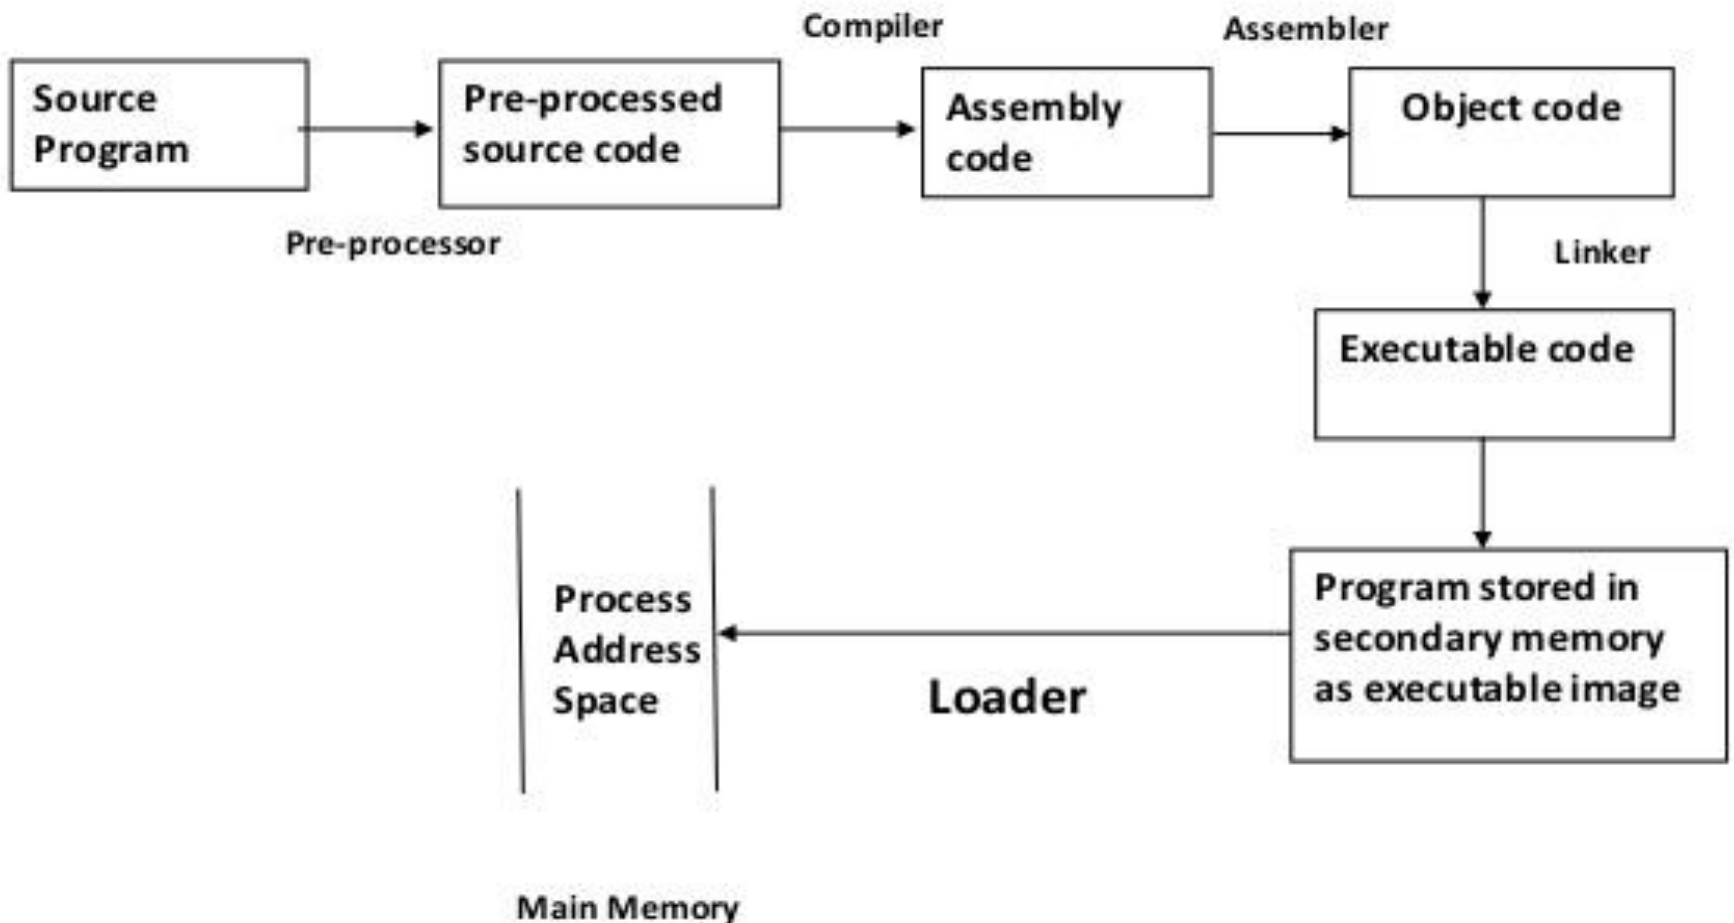 Compiler
Assembler
Source
Program
Pre-processed
source code
Assembly
code
Object code
Pre-processor
Linker
Executable code
Process
Address
Space
Loader
Program stored in
secondary memory
as executable image
Main Memory